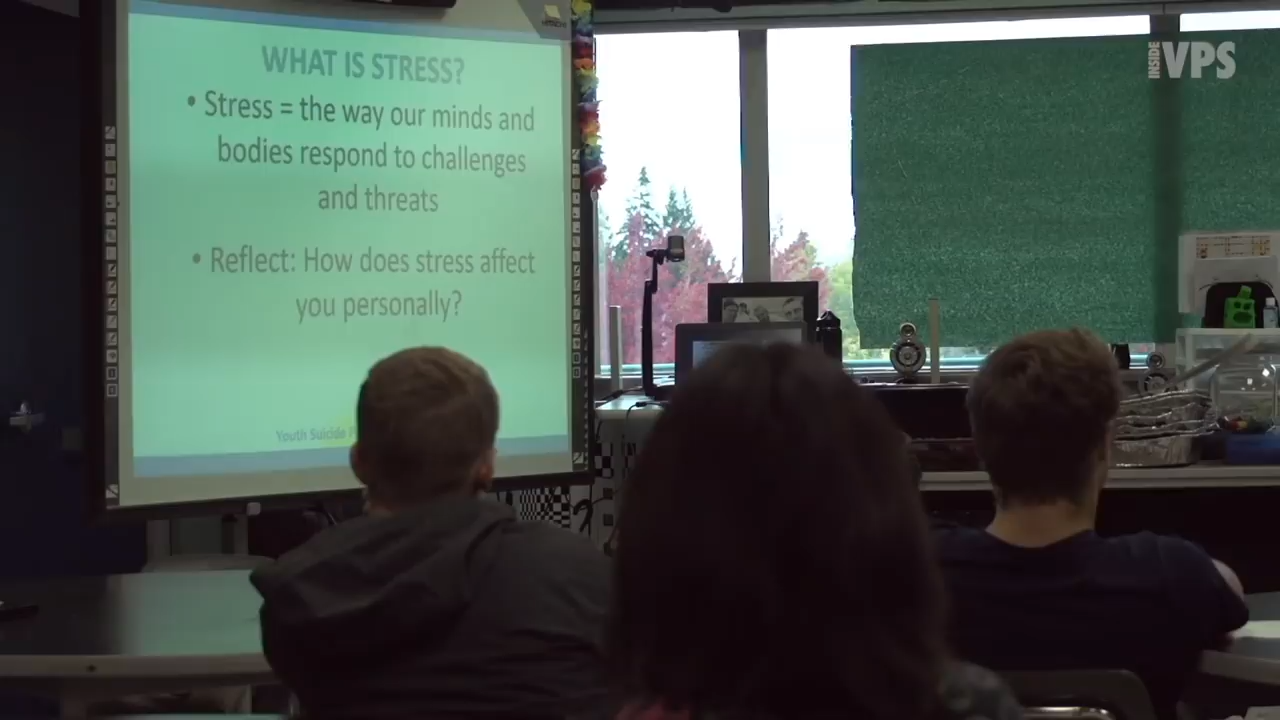 WHAT IS STRESS?
• Stress = the way our minds and
bodies respond to challenges
and threats
• Reflect: How does stress affect
you personally?
Youth Suicide
INSIDE VPS